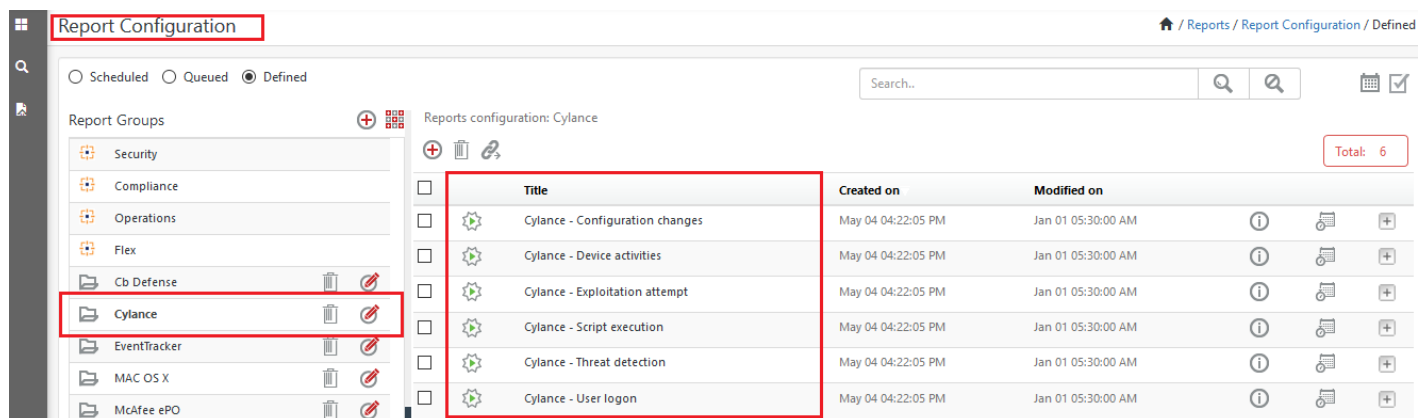 Report Configuration
/ Reports / Report Configuration / Defined
Scheduled Queued Defined
Search..
Report Groups
Reports configuration: Cylance
Security
Compliance
Operations
Flex
Cb Defense
Cylance
EventTracker
MAC OS X
McAfee ePO
Total: 6
Title Created on Modified on
Cylance - Configuration changes May 04 04:22:05 PM Jan 01 05:30:00 AM
Cylance - Device activities May 04 04:22:05 PM Jan 01 05:30:00 AM
Cylance - Exploitation attempt May 04 04:22:05 PM Jan 01 05:30:00 AM
Cylance - Script execution May 04 04:22:05 PM Jan 01 05:30:00 AM
Cylance - Threat detection May 04 04:22:05 PM Jan 01 05:30:00 AM
Cylance - User logon May 04 04:22:05 PM Jan 01 05:30:00 AM